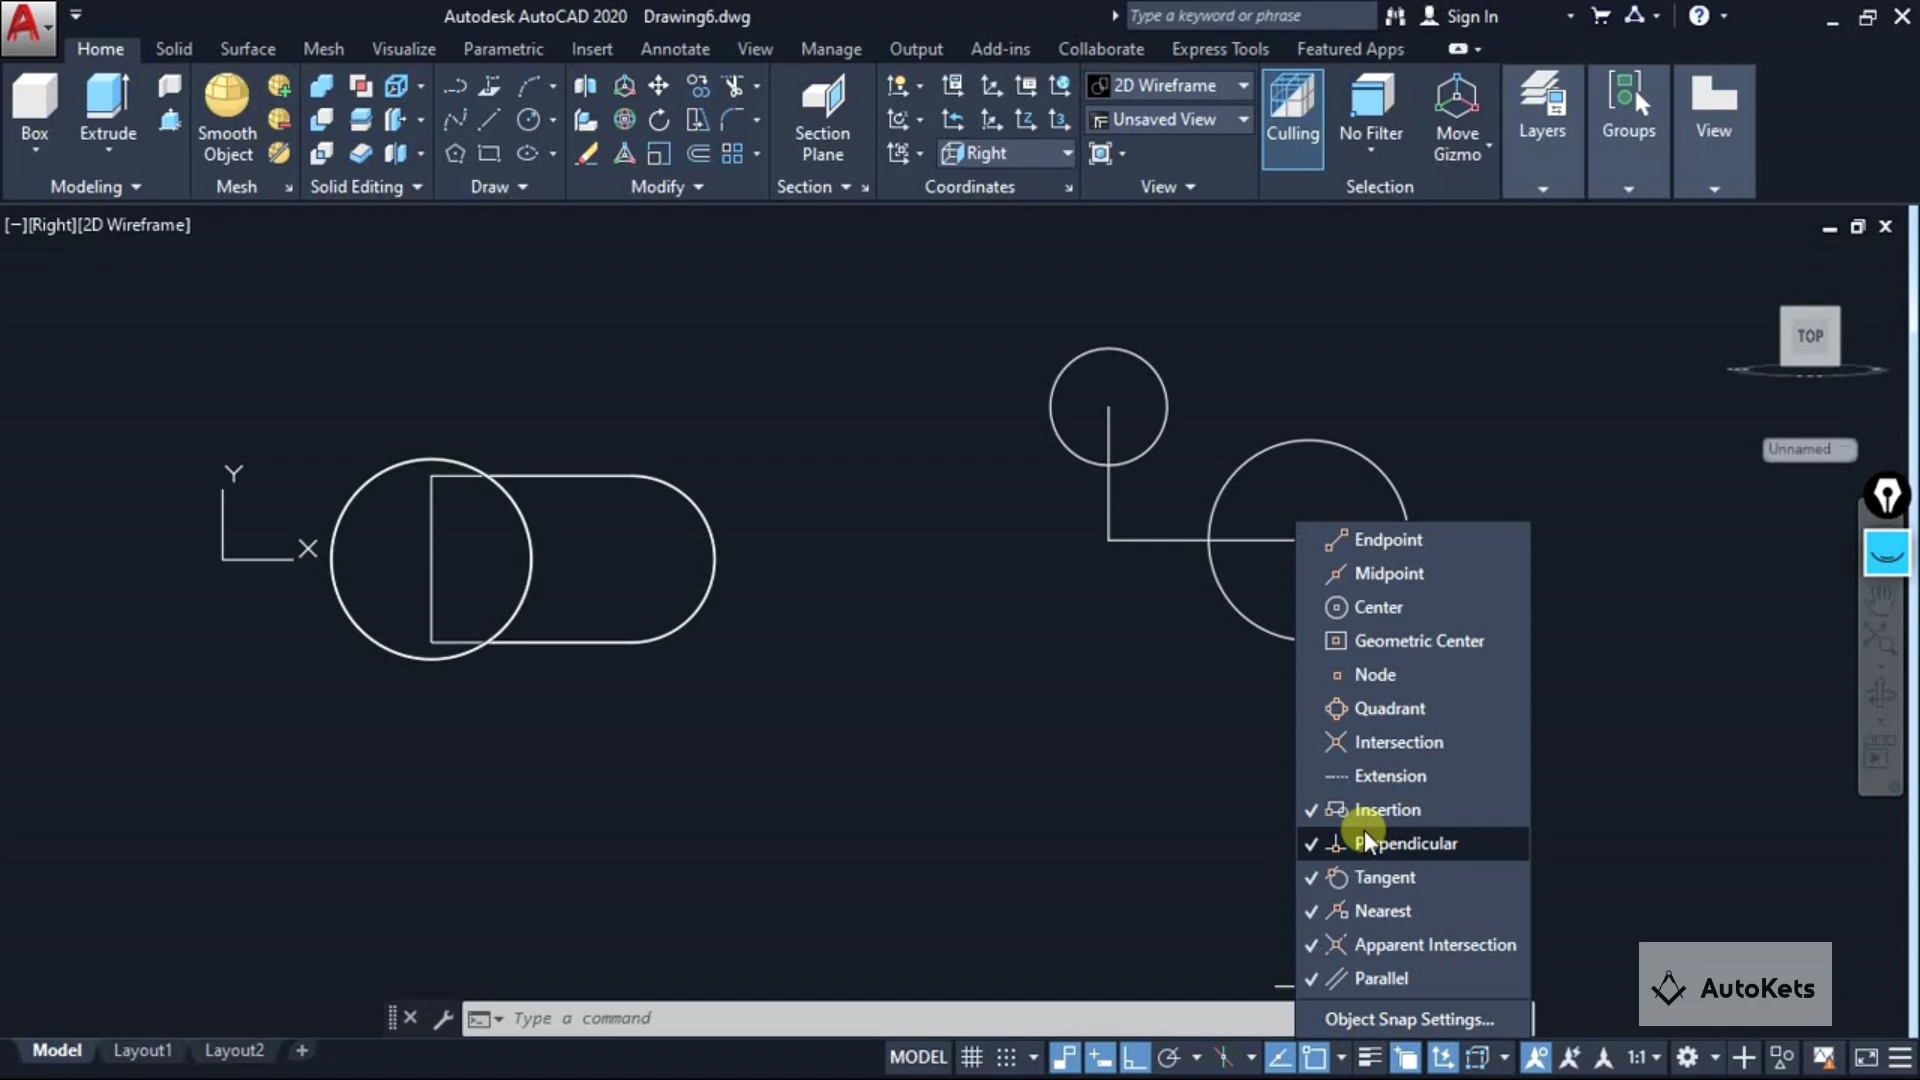 Autodesk AutoCAD 2020 Drawing6.dwg
Type a keyword or phrase
Sign In
Home Solid Surface Mesh Visualize Parametric Insert Annotate View Manage Output Add-ins Collaborate Express Tools Featured Apps
Box
Extrude
Smooth
Object
Section
Plane
2D Wireframe
Unsaved View
Right
Culling
No Filter
Move
Gizmo
Layers
Groups
View
Modeling Mesh Solid Editing Draw Modify Section Coordinates View Selection
[−][Right][2D Wireframe]
TOP
Unnamed
Y
X
Endpoint
Midpoint
Center
Geometric Center
Node
Quadrant
Intersection
Extension
Insertion
Perpendicular
Tangent
Nearest
Apparent Intersection
Parallel
Object Snap Settings...
AutoKets
Type a command
Model Layout1 Layout2 +
MODEL 1:1